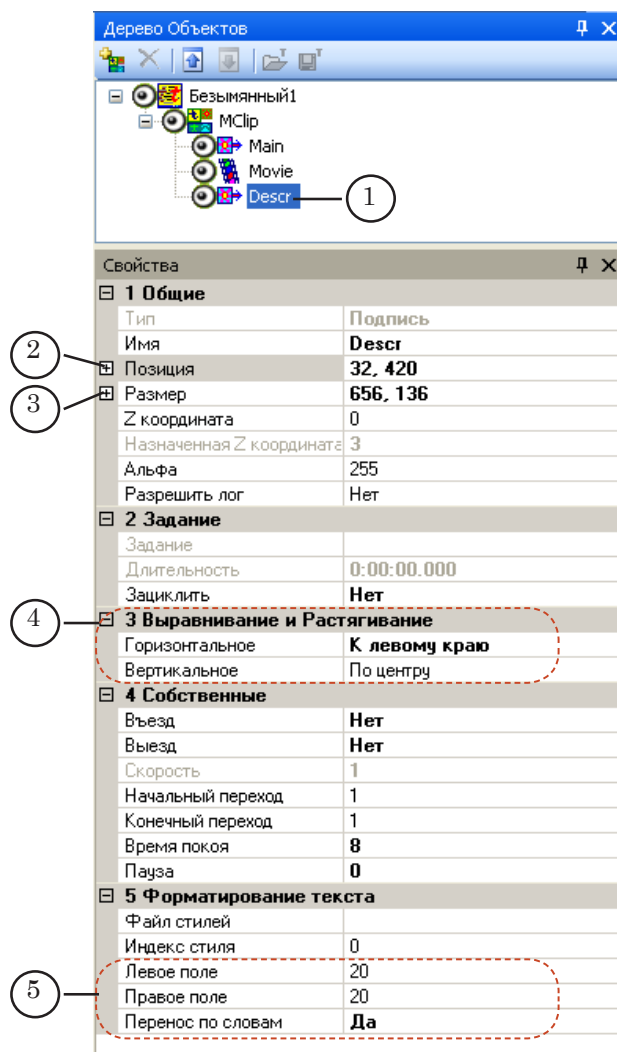 Дерево Объектов
Безымянный1
MClip
Main
Movie
Descr
1
Свойства
1 Общие
Тип Подпись
Имя Descr
2
Позиция 32, 420
3
Размер 656, 136
Z координата 0
Назначенная Z координата 3
Альфа 255
Разрешить лог Нет
2 Задание
Задание
Длительность 0:00:00.000
Зациклить Нет
4
3 Выравнивание и Растягивание
Горизонтальное К левому краю
Вертикальное По центру
4 Собственные
Въезд Нет
Выезд Нет
Скорость 1
Начальный переход 1
Конечный переход 1
Время покоя 8
Пауза 0
5 Форматирование текста
Файл стилей
Индекс стиля 0
Левое поле 20
5
Правое поле 20
Перенос по словам Да